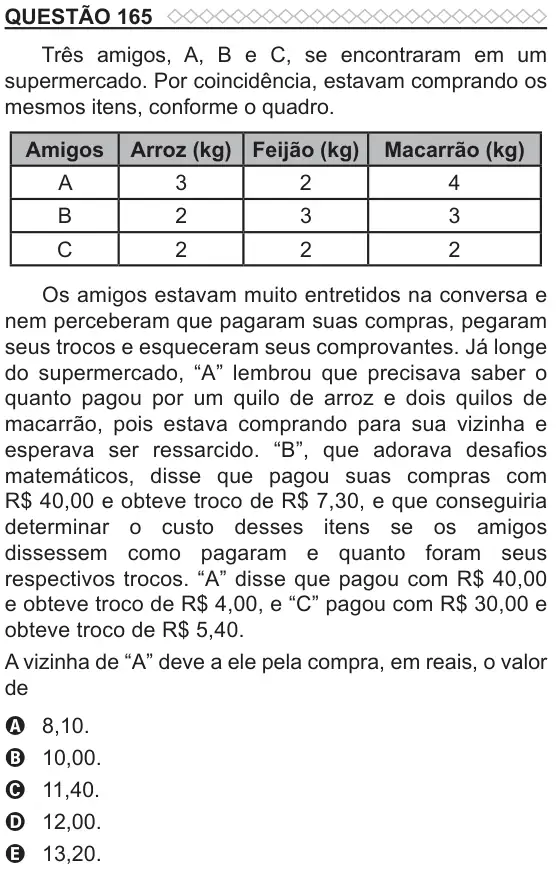 QUESTÃO 165
Três amigos, A, B e C, se encontraram em um
supermercado. Por coincidência, estavam comprando os
mesmos itens, conforme o quadro.
Amigos Arroz (kg) Feijão (kg) Macarrão (kg)
A 3 2 4
B 2 3 3
C 2 2 2
Os amigos estavam muito entretidos na conversa e
nem perceberam que pagaram suas compras, pegaram
seus trocos e esqueceram seus comprovantes. Já longe
do supermercado, “A” lembrou que precisava saber o
quanto pagou por um quilo de arroz e dois quilos de
macarrão, pois estava comprando para sua vizinha e
esperava ser ressarcido. “B”, que adorava desafios
matemáticos, disse que pagou suas compras com
R$ 40,00 e obteve troco de R$ 7,30, e que conseguiria
determinar o custo desses itens se os amigos
dissessem como pagaram e quanto foram seus
respectivos trocos. “A” disse que pagou com R$ 40,00
e obteve troco de R$ 4,00, e “C” pagou com R$ 30,00 e
obteve troco de R$ 5,40.
A vizinha de “A” deve a ele pela compra, em reais, o valor
de
A 8,10.
B 10,00.
C 11,40.
D 12,00.
E 13,20.